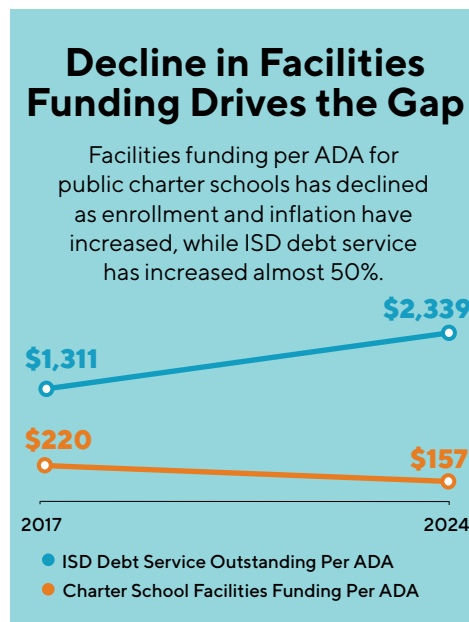 Decline in Facilities
Funding Drives the Gap
Facilities funding per ADA for
public charter schools has declined
as enrollment and inflation have
increased, while ISD debt service
has increased almost 50%.
$2,339
$1,311
$220
$157
2017
2024
ISD Debt Service Outstanding Per ADA
Charter School Facilities Funding Per ADA